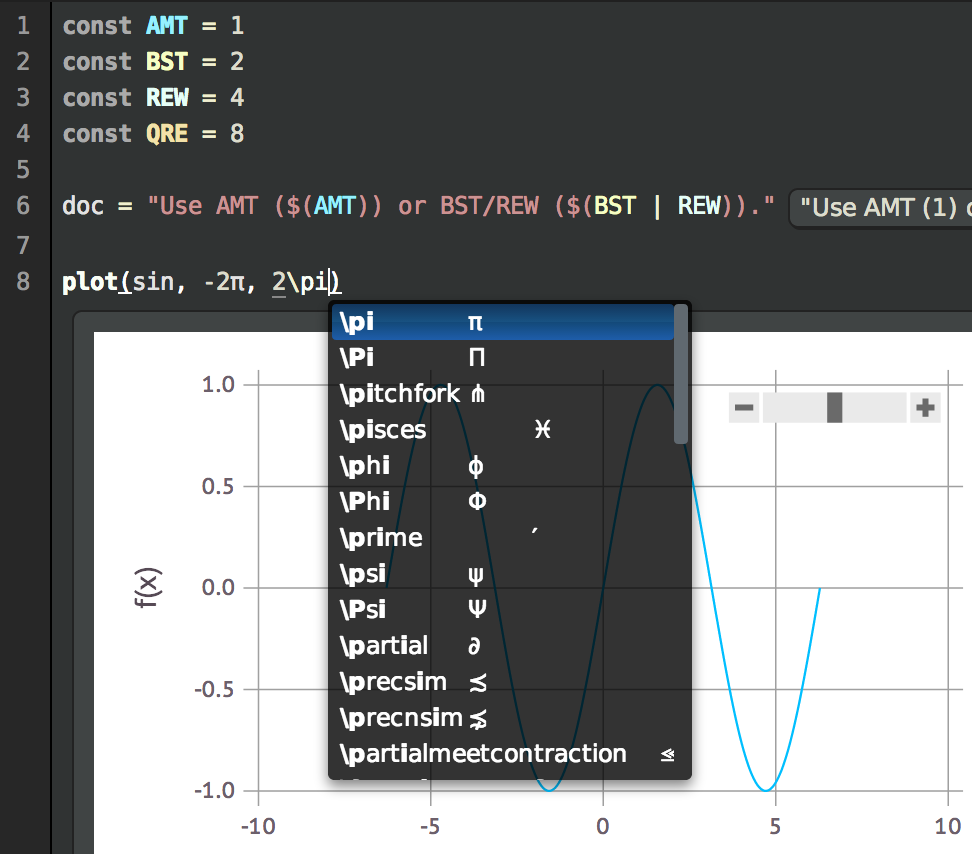 1 const AMT = 1
2 const BST = 2
3 const REW = 4
4 const QRE = 8
5
6 doc = "Use AMT ($(AMT)) or BST/REW ($(BST | REW))." "Use AMT (1)
7
8 plot(sin, -2π, 2\pi)
\pi π
\Pi Π
\pitchfork ⋔
\pisces ♓
\phi ϕ
\Phi Φ
\prime ′
\psi ψ
\Psi Ψ
\partial ∂
\precsim ≾
\precnsim ⋨
\partialmeetcontraction ⪣
1.0
0.5
0.0
-0.5
-1.0
f(x)
-10 -5 0 5 10
− +